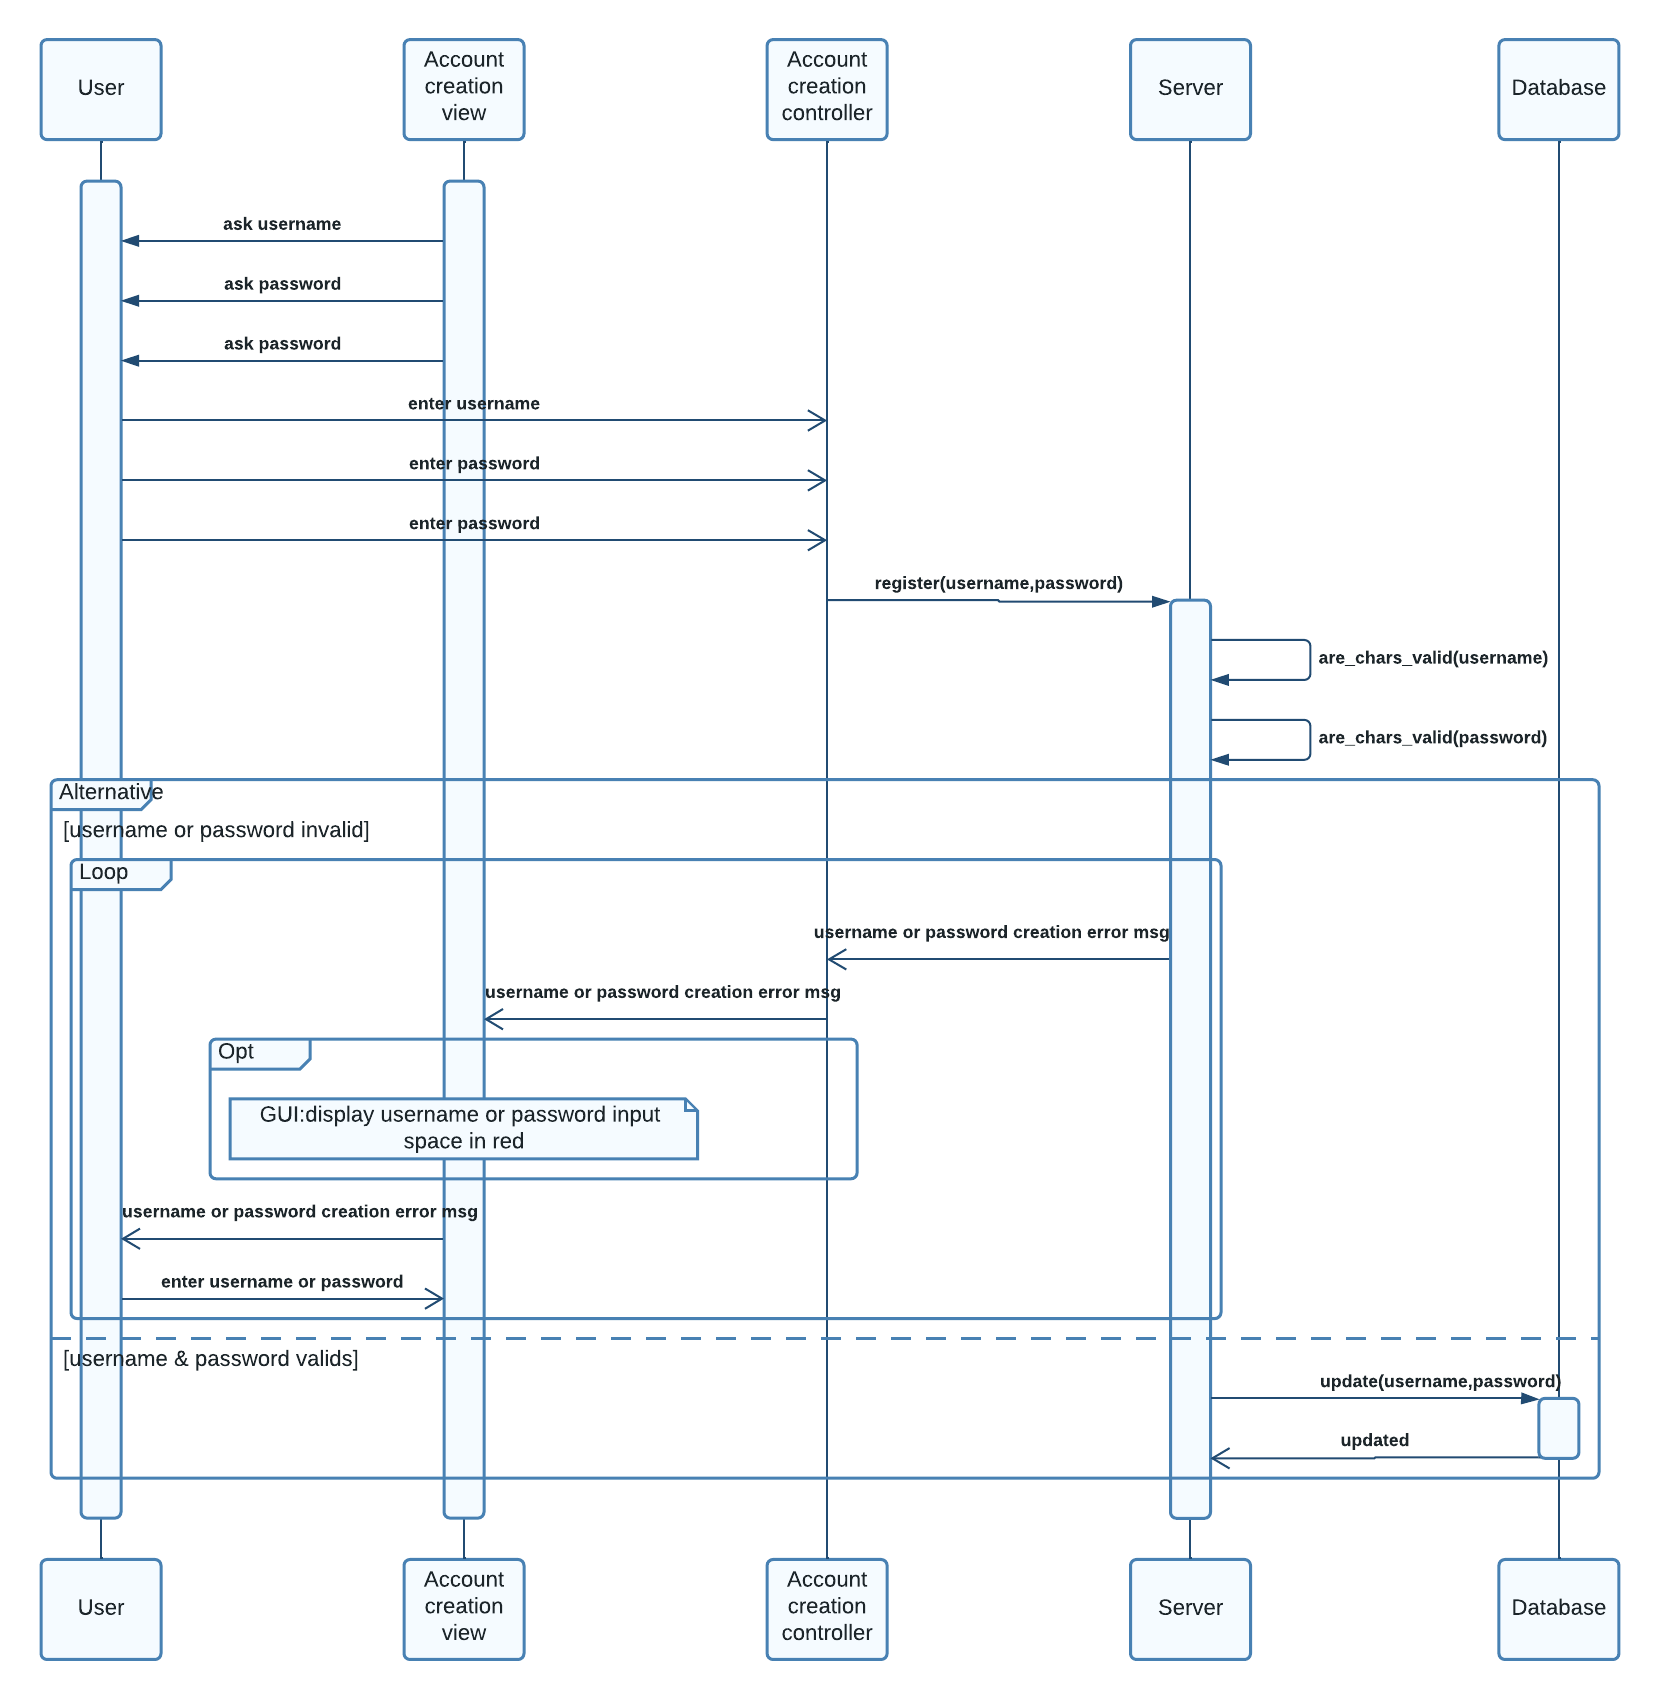 User
Account
creation
view
Account
creation
controller
Server
Database
ask username
ask password
ask password
enter username
enter password
enter password
register(username,password)
are_chars_valid(username)
are_chars_valid(password)
Alternative
[username or password invalid]
Loop
username or password creation error msg
username or password creation error msg
Opt
GUI:display username or password input
space in red
username or password creation error msg
enter username or password
[username & password valids]
update(username,password)
updated
User
Account
creation
view
Account
creation
controller
Server
Database